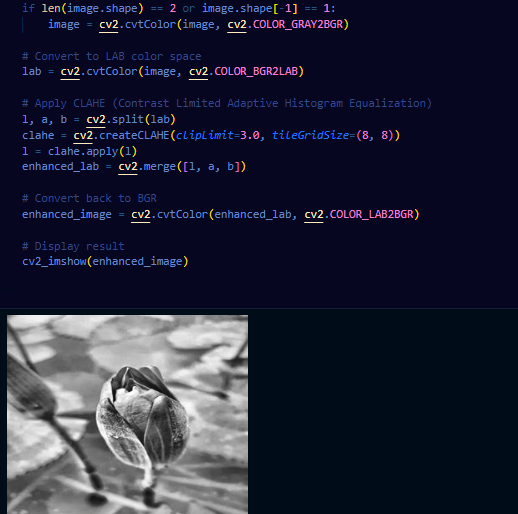 if len(image.shape) == 2 or image.shape[-1] == 1:
    image = cv2.cvtColor(image, cv2.COLOR_GRAY2BGR)
# Convert to LAB color space
lab = cv2.cvtColor(image, cv2.COLOR_BGR2LAB)
# Apply CLAHE (Contrast Limited Adaptive Histogram Equalization)
l, a, b = cv2.split(lab)
clahe = cv2.createCLAHE(clipLimit=3.0, tileGridSize=(8, 8))
l = clahe.apply(l)
enhanced_lab = cv2.merge([l, a, b])
# Convert back to BGR
enhanced_image = cv2.cvtColor(enhanced_lab, cv2.COLOR_LAB2BGR)
# Display result
cv2_imshow(enhanced_image)